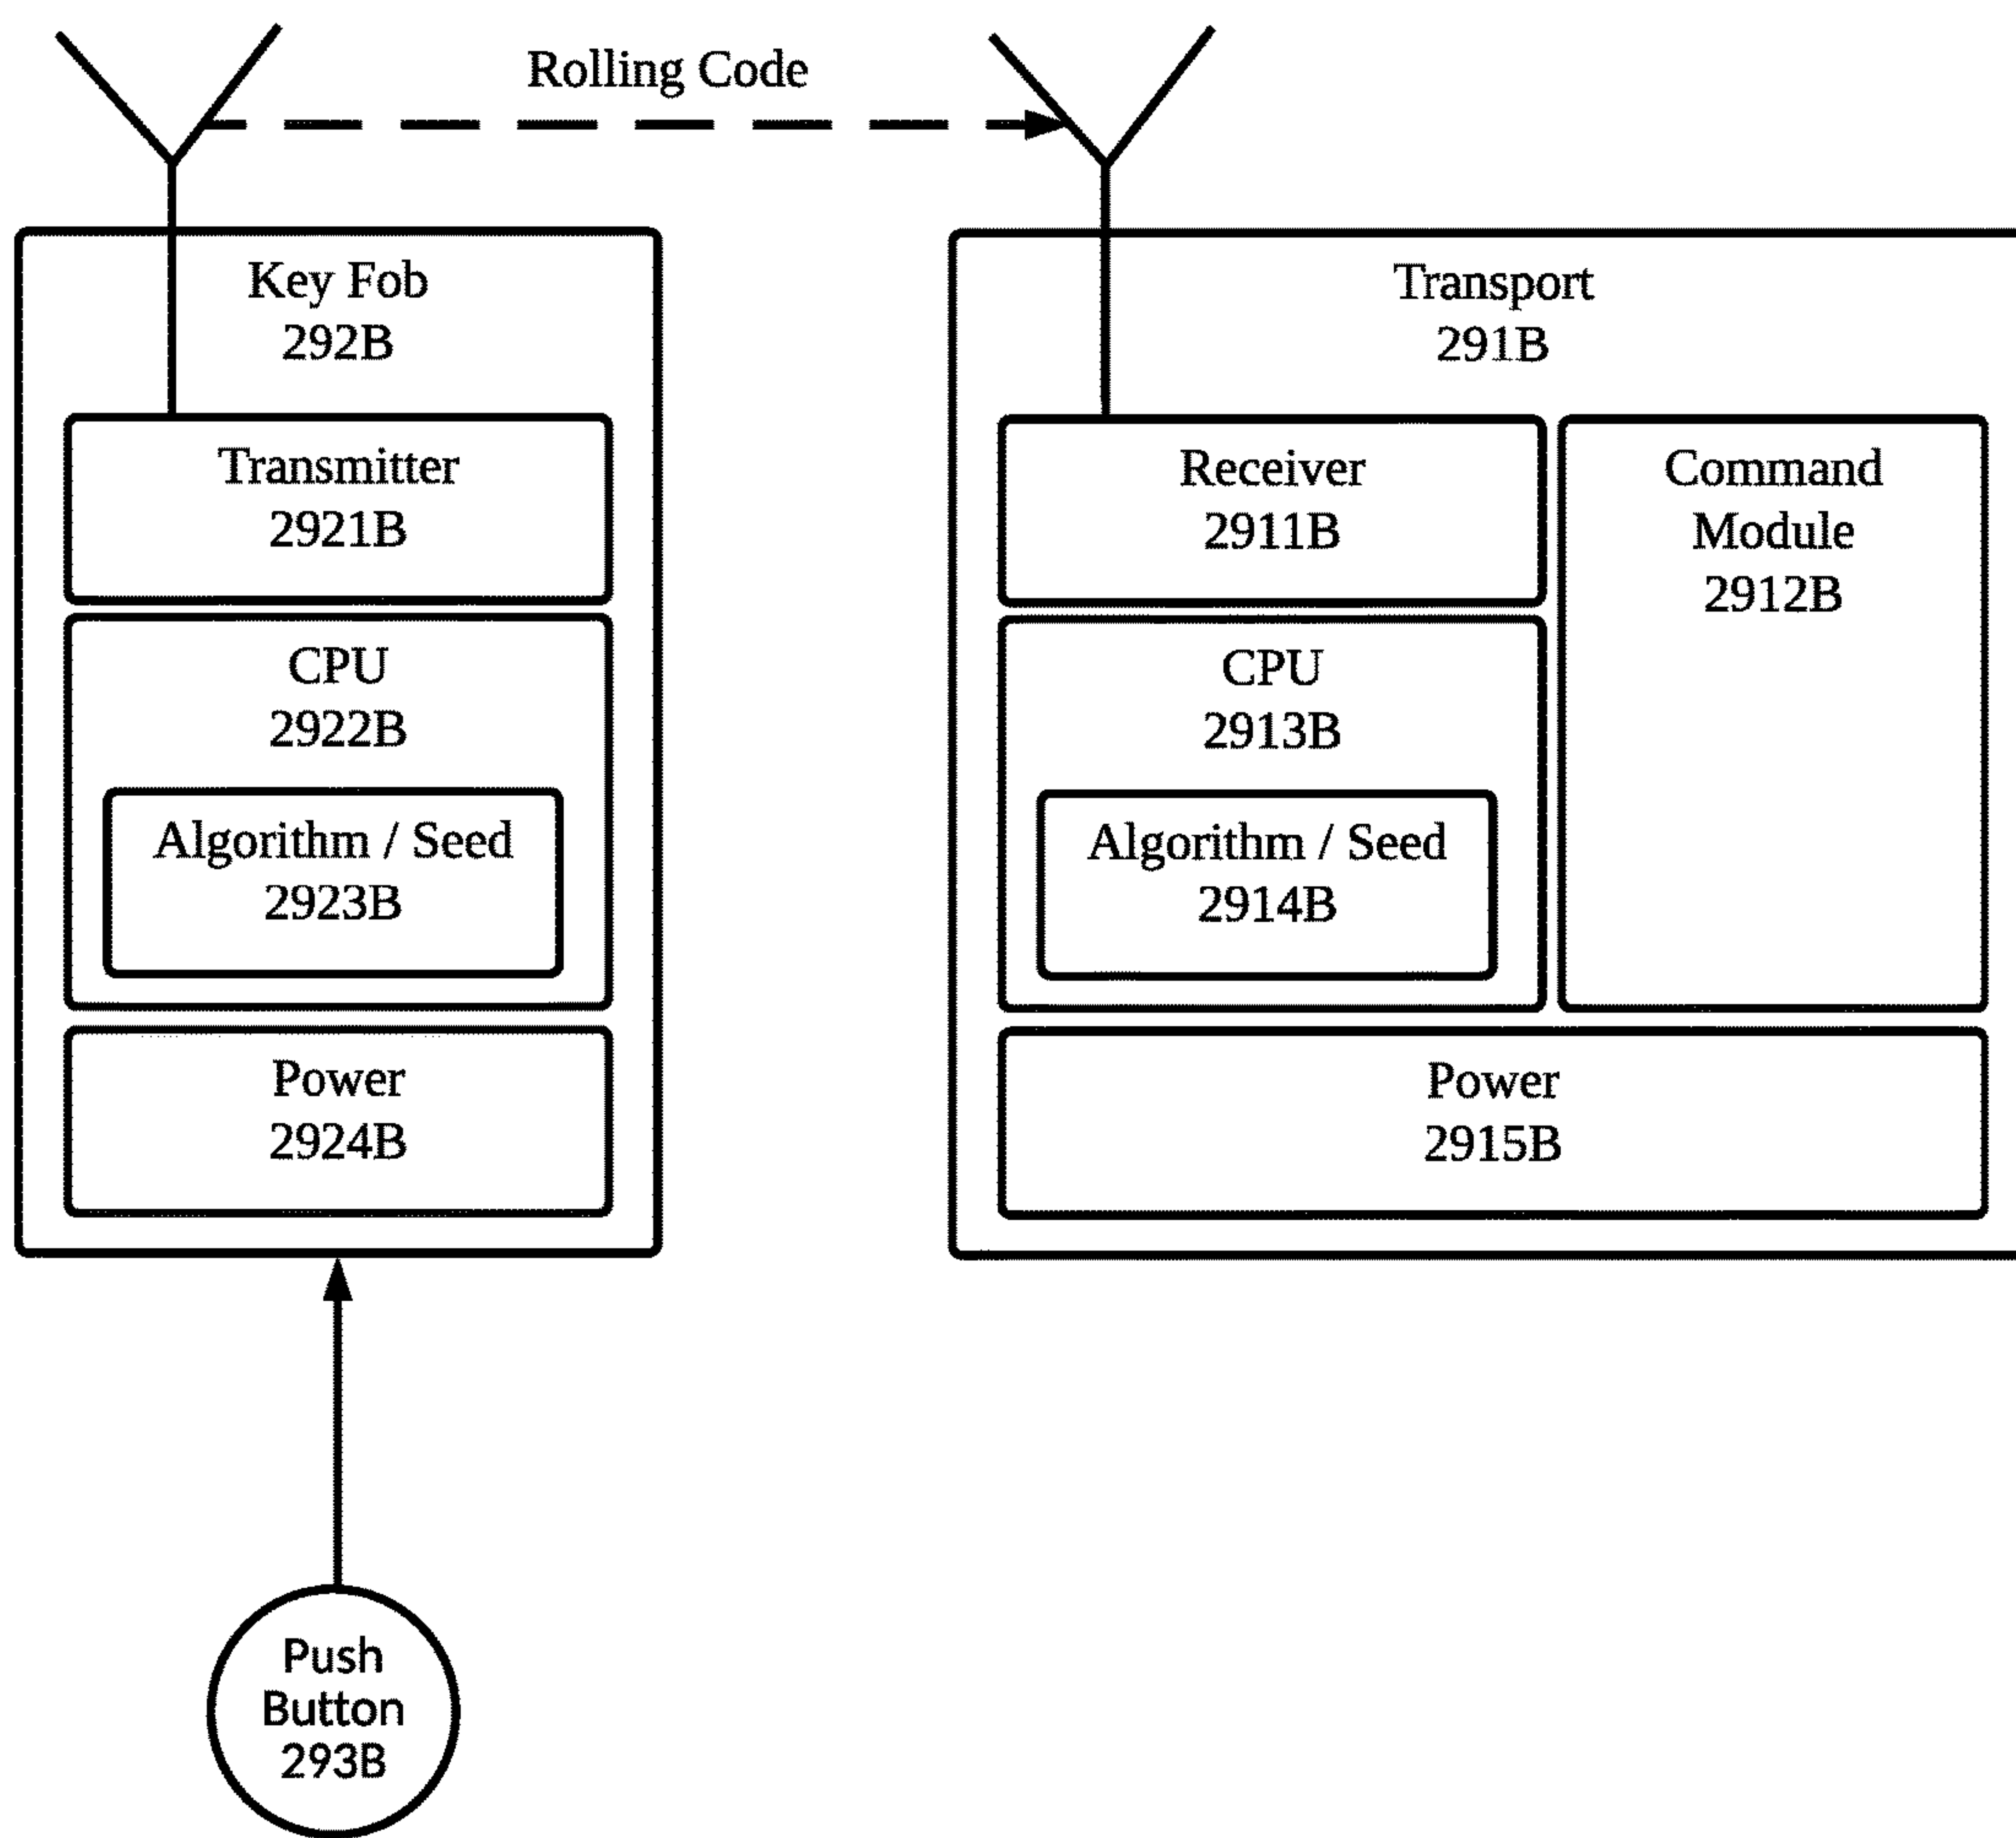 Rolling Code
Key Fob
292B
Transmitter
2921B
CPU
2922B
Algorithm / Seed
2923B
Power
2924B
Transport
291B
Receiver
2911B
Command
Module
2912B
CPU
2913B
Algorithm / Seed
2914B
Power
2915B
Push
Button
293B